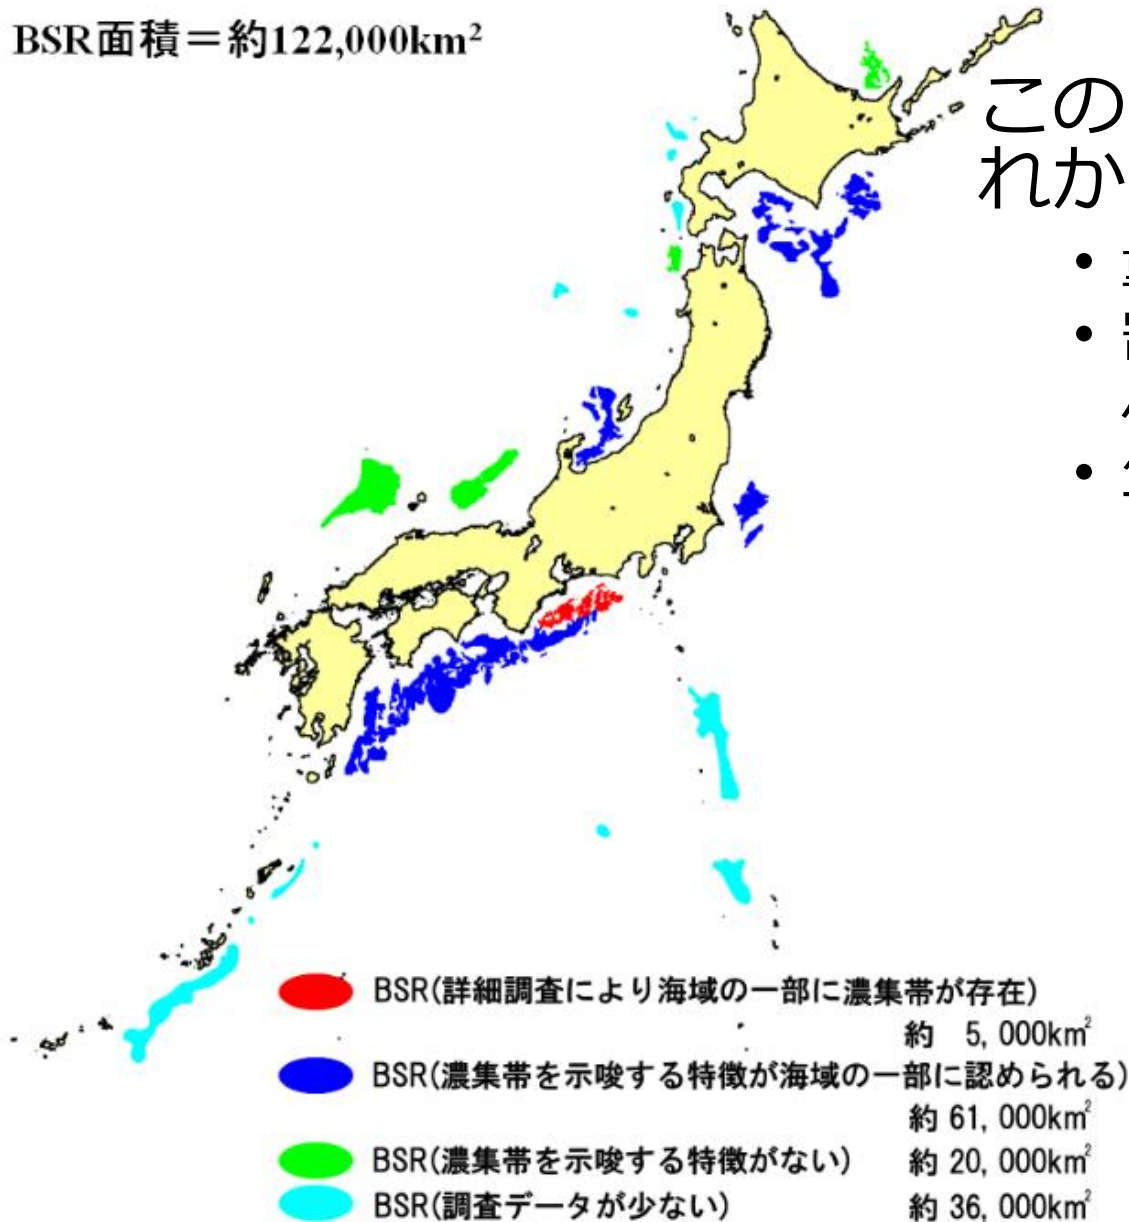 BSR面積＝約122,000km²
この
れか
•
•
•
BSR(詳細調査により海域の一部に濃集帯が存在)
約 5,000km²
BSR(濃集帯を示唆する特徴が海域の一部に認められる)
約 61,000km²
BSR(濃集帯を示唆する特徴がない) 約 20,000km²
BSR(調査データが少ない) 約 36,000km²